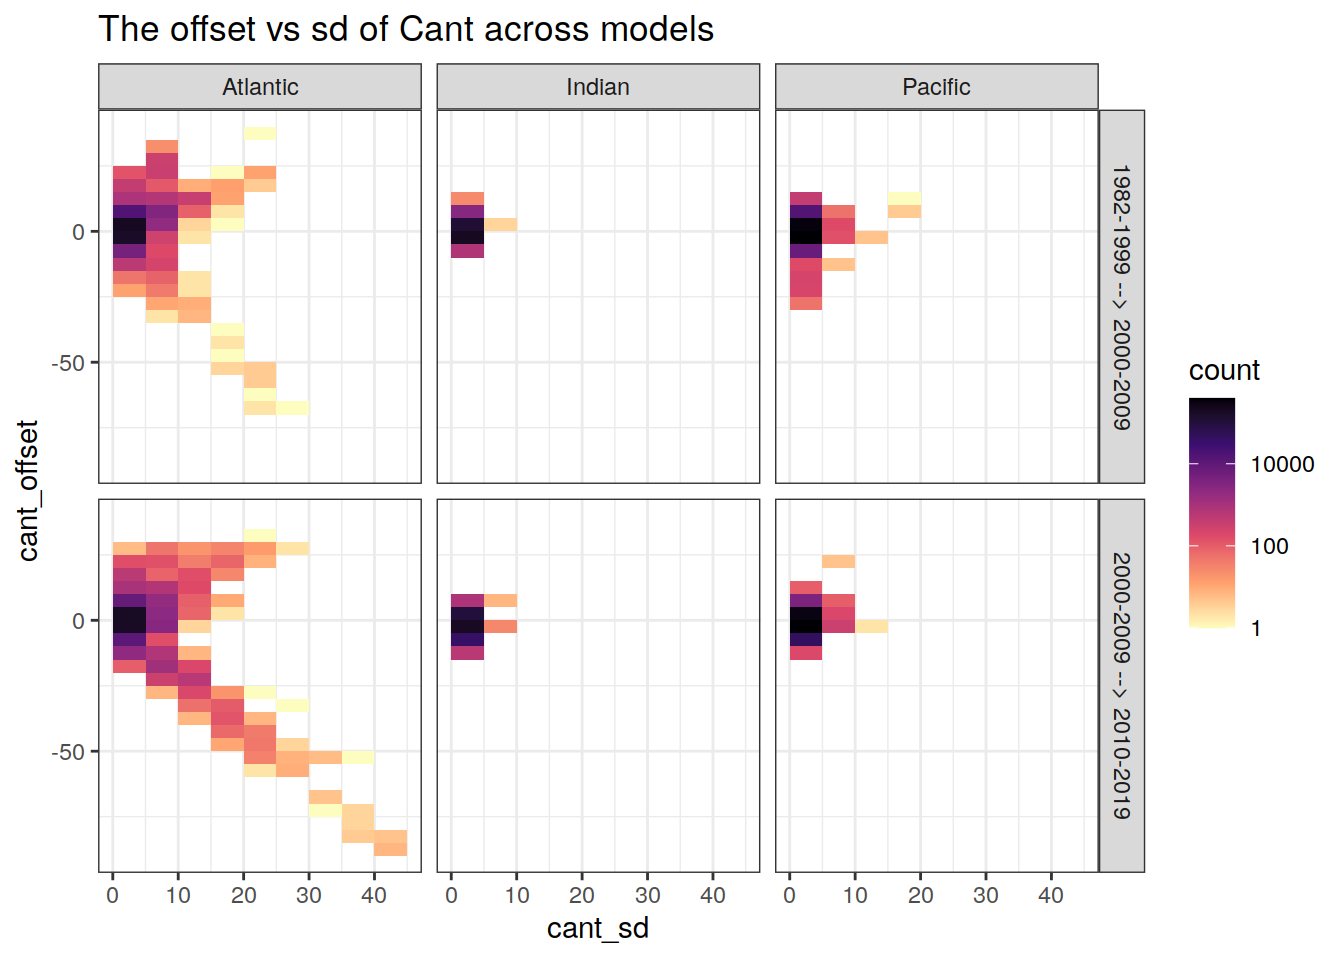 The offset vs sd of Cant across models
Atlantic
Indian
Pacific
0
-50
1982-1999 --> 2000-2009
0
-50
2000-2009 --> 2010-2019
cant_offset
0 10 20 30 40
0 10 20 30 40
0 10 20 30 40
cant_sd
count
10000
100
1